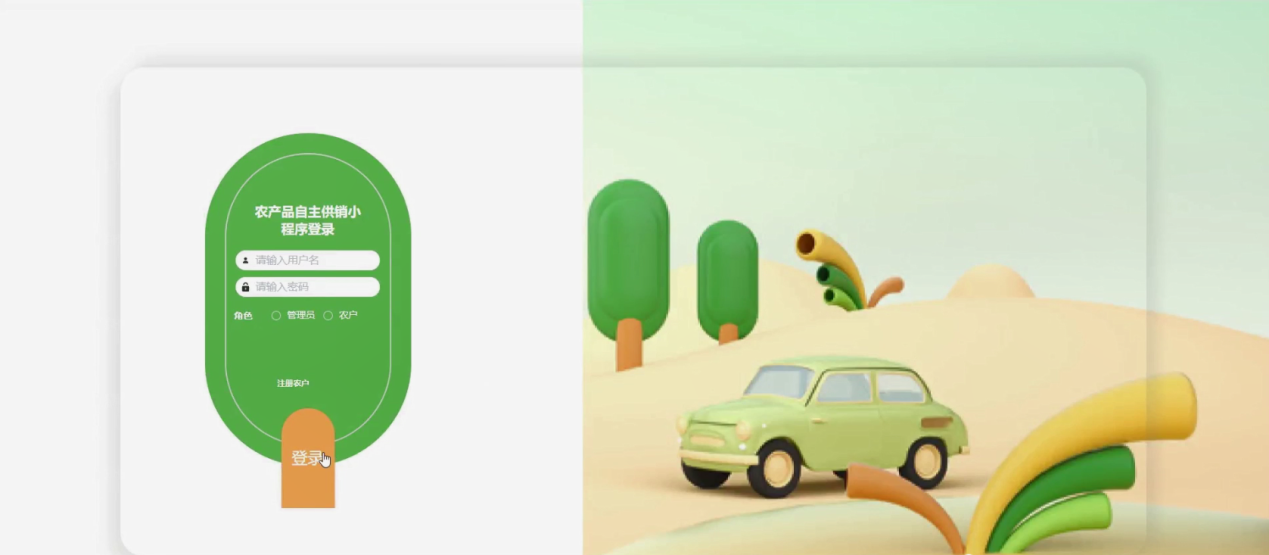 农产品自主供销小
程序登录
请输入用户名
请输入密码
角色 管理员 农户
注册农户
登录